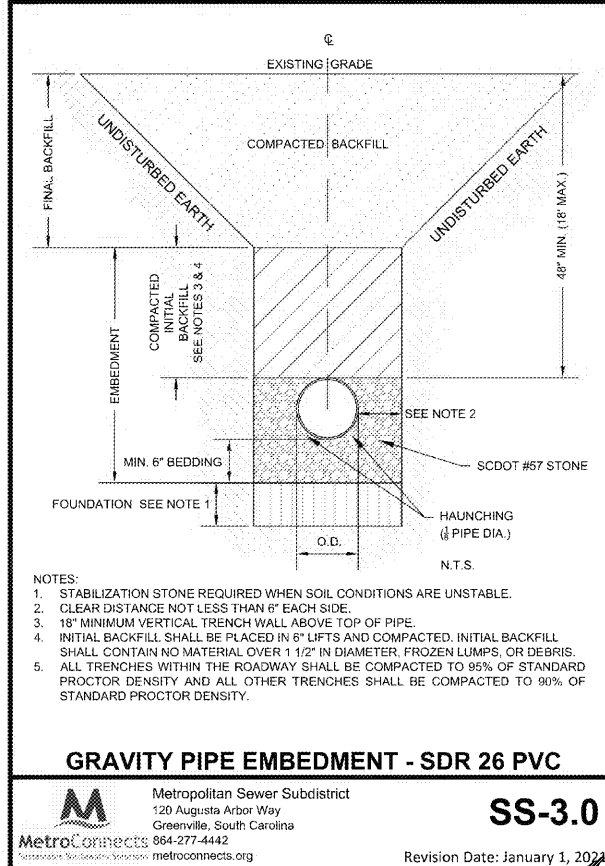 ℄
EXISTING GRADE
FINAL BACKFILL
UNDISTURBED EARTH
COMPACTED BACKFILL
UNDISTURBED EARTH
48" MIN. (18' MAX.)
EMBEDMENT
COMPACTED
INITIAL
BACKFILL
SEE NOTES 3 & 4
SEE NOTE 2
MIN. 6" BEDDING
SCDOT #57 STONE
FOUNDATION SEE NOTE 1
HAUNCHING
PIPE DIA.)
O.D.
N.T.S.
NOTES:
1. STABILIZATION STONE REQUIRED WHEN SOIL CONDITIONS ARE UNSTABLE.
2. CLEAR DISTANCE NOT LESS THAN 6" EACH SIDE.
3. 18" MINIMUM VERTICAL TRENCH WALL ABOVE TOP OF PIPE.
4. INITIAL BACKFILL SHALL BE PLACED IN 6" LIFTS AND COMPACTED. INITIAL BACKFILL
SHALL CONTAIN NO MATERIAL OVER 1 1/2" IN DIAMETER, FROZEN LUMPS, OR DEBRIS.
5. ALL TRENCHES WITHIN THE ROADWAY SHALL BE COMPACTED TO 95% OF STANDARD
PROCTOR DENSITY AND ALL OTHER TRENCHES SHALL BE COMPACTED TO 90% OF
STANDARD PROCTOR DENSITY.
GRAVITY PIPE EMBEDMENT - SDR 26 PVC
Metropolitan Sewer Subdistrict
120 Augusta Arbor Way
Greenville, South Carolina
864-277-4442
metroconnects.org
MetroConnects
SS-3.0
Revision Date: January 1, 2021